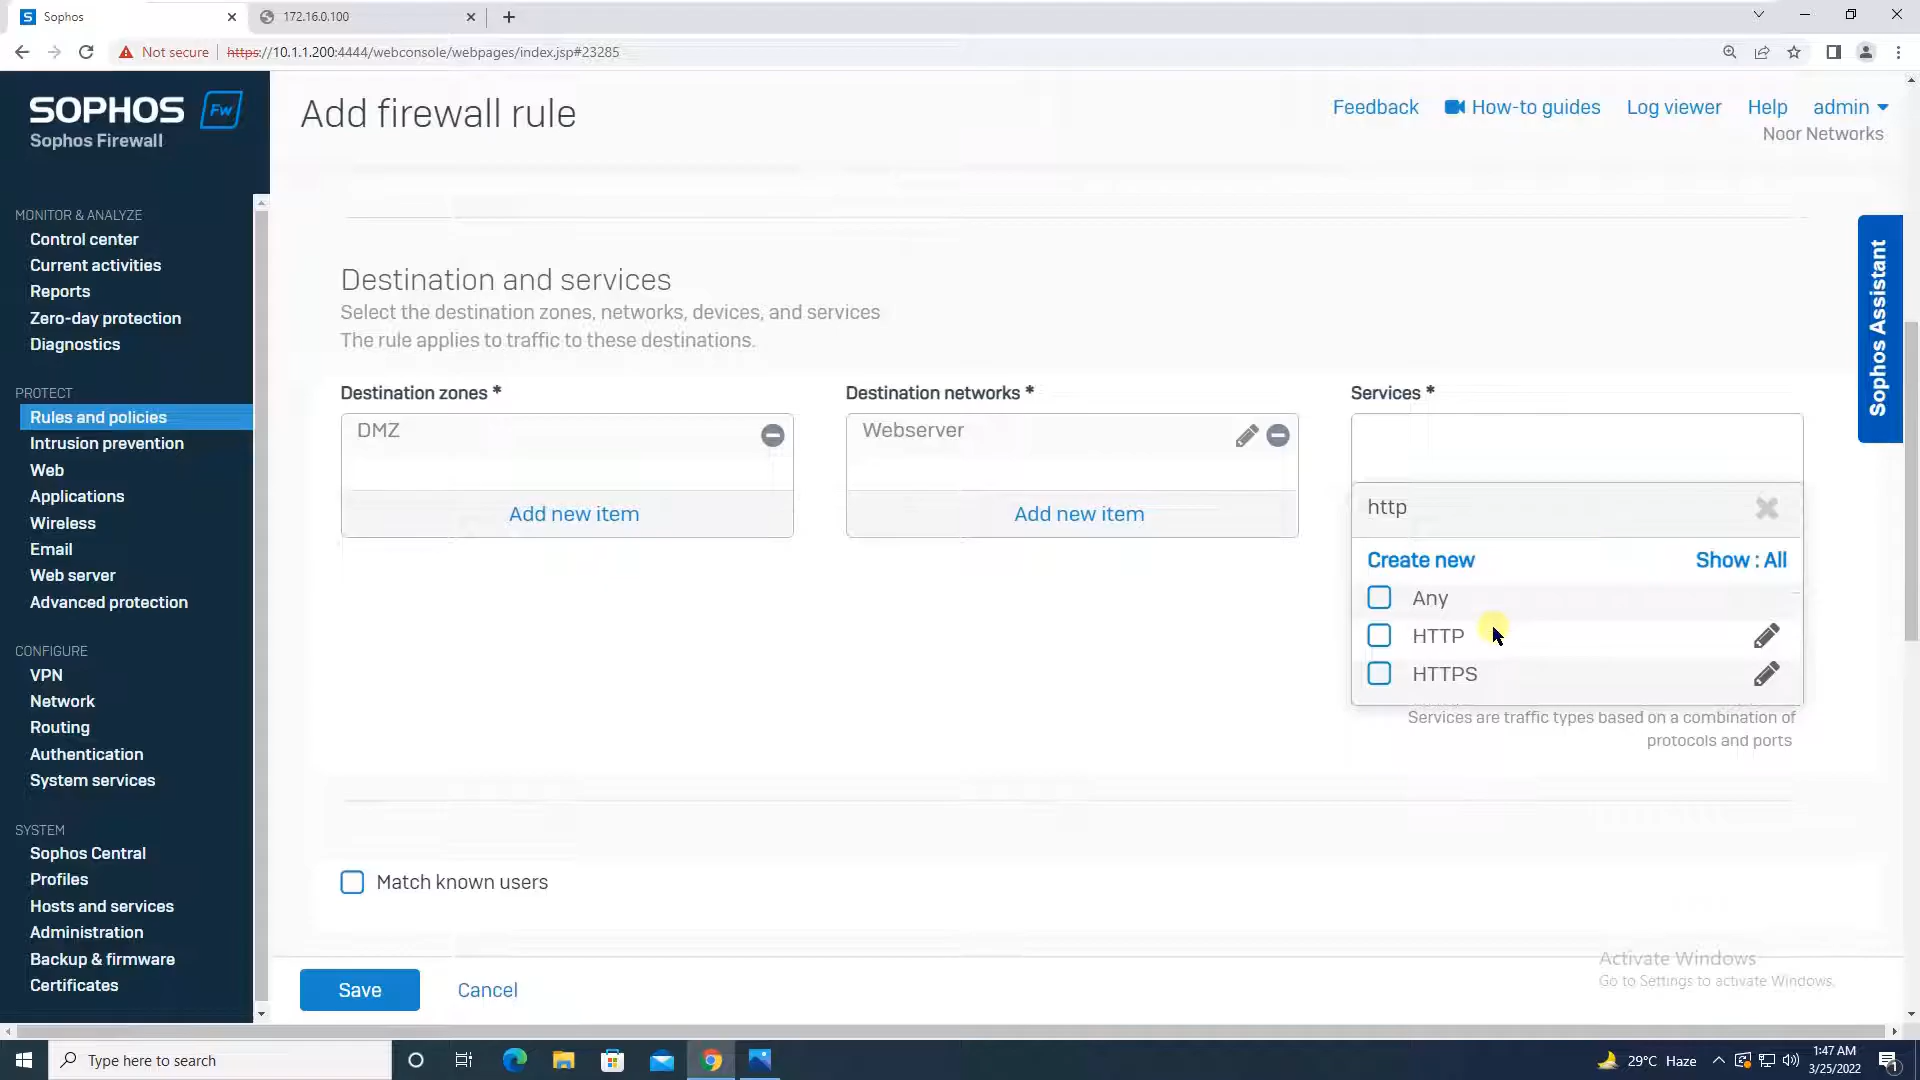 Sophos
172.16.0.100
Not secure
https://10.1.1.200:4444/webconsole/webpages/index.jsp#23285
SOPHOS Fw
Sophos Firewall
Add firewall rule
Feedback
How-to guides
Log viewer
Help
admin
Noor Networks
MONITOR & ANALYZE
Control center
Current activities
Reports
Zero-day protection
Diagnostics
PROTECT
Rules and policies
Intrusion prevention
Web
Applications
Wireless
Email
Web server
Advanced protection
CONFIGURE
VPN
Network
Routing
Authentication
System services
SYSTEM
Sophos Central
Profiles
Hosts and services
Administration
Backup & firmware
Certificates
Destination and services
Select the destination zones, networks, devices, and services
The rule applies to traffic to these destinations.
Destination zones *
DMZ
Add new item
Destination networks *
Webserver
Add new item
Services *
http
Create new
Show : All
Any
HTTP
HTTPS
Services are traffic types based on a combination of
protocols and ports
Match known users
Save
Cancel
Sophos Assistant
Activate Windows
Go to Settings to activate Windows.
Type here to search
29°C Haze
1:47 AM
3/25/2022
1